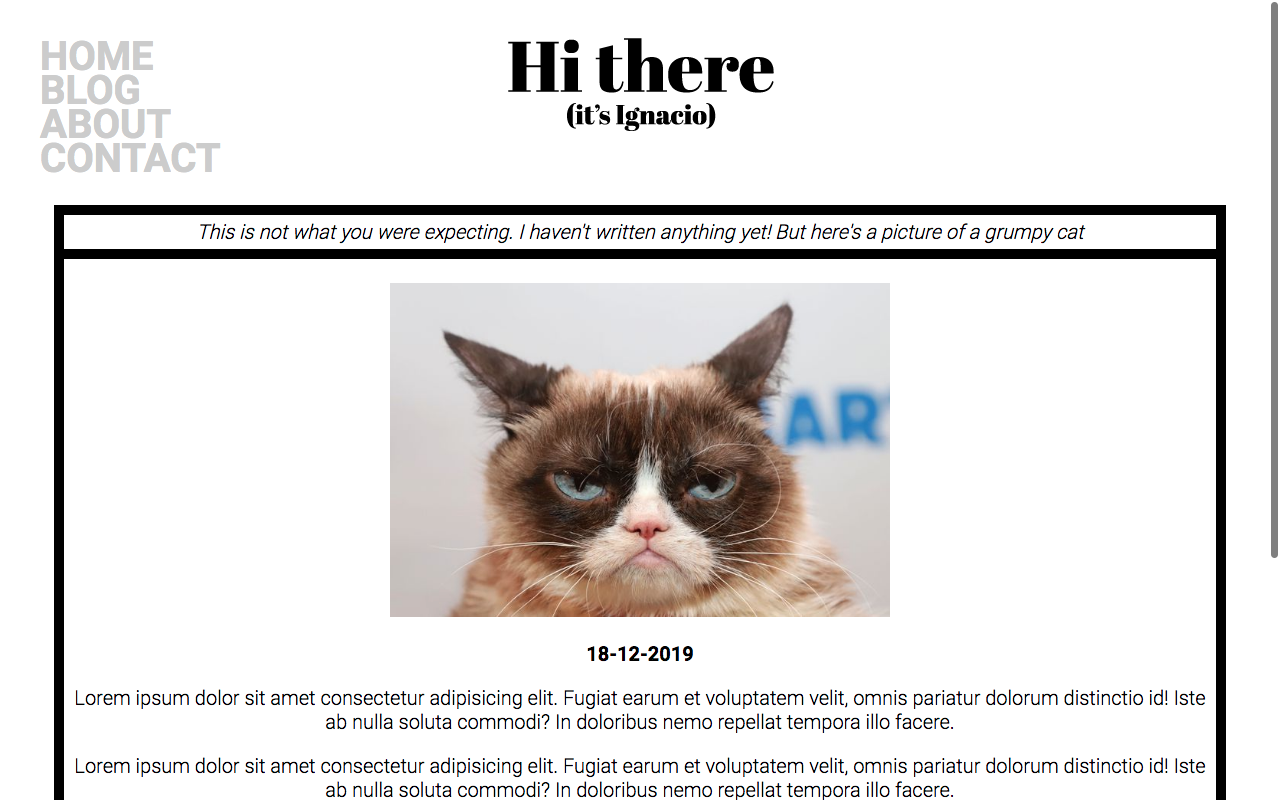 HOME
BLOG
ABOUT
CONTACT
Hi there
(it's Ignacio)
This is not what you were expecting. I haven't written anything yet! But here's a picture of a grumpy cat
EAR
18-12-2019
Lorem ipsum dolor sit amet consectetur adipisicing elit. Fugiat earum et voluptatem velit, omnis pariatur dolorum distinctio id! Iste
ab nulla soluta commodi? In doloribus nemo repellat tempora illo facere.
Lorem ipsum dolor sit amet consectetur adipisicing elit. Fugiat earum et voluptatem velit, omnis pariatur dolorum distinctio id! Iste
ab nulla soluta commodi? In doloribus nemo repellat tempora illo facere.